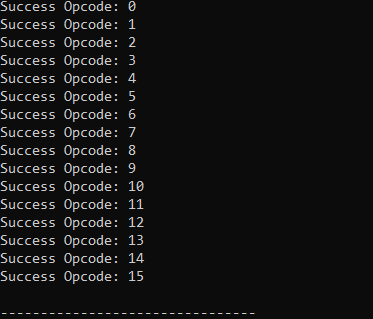 Success Opcode: 0
Success Opcode: 1
Success Opcode: 2
Success Opcode: 3
Success Opcode: 4
Success Opcode: 5
Success Opcode: 6
Success Opcode: 7
Success Opcode: 8
Success Opcode: 9
Success Opcode: 10
Success Opcode: 11
Success Opcode: 12
Success Opcode: 13
Success Opcode: 14
Success Opcode: 15
--------------------------------